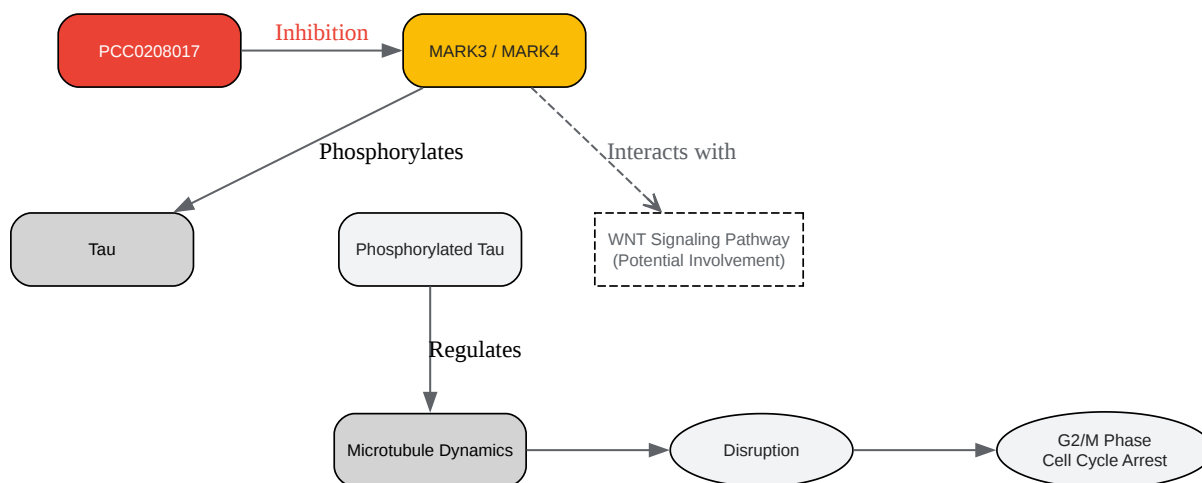 PCC0208017
Inhibition
MARK3 / MARK4
Phosphorylates
Interacts with
Tau
Phosphorylated Tau
WNT Signaling Pathway
(Potential Involvement)
Regulates
Microtubule Dynamics
Disruption
G2/M Phase
Cell Cycle Arrest